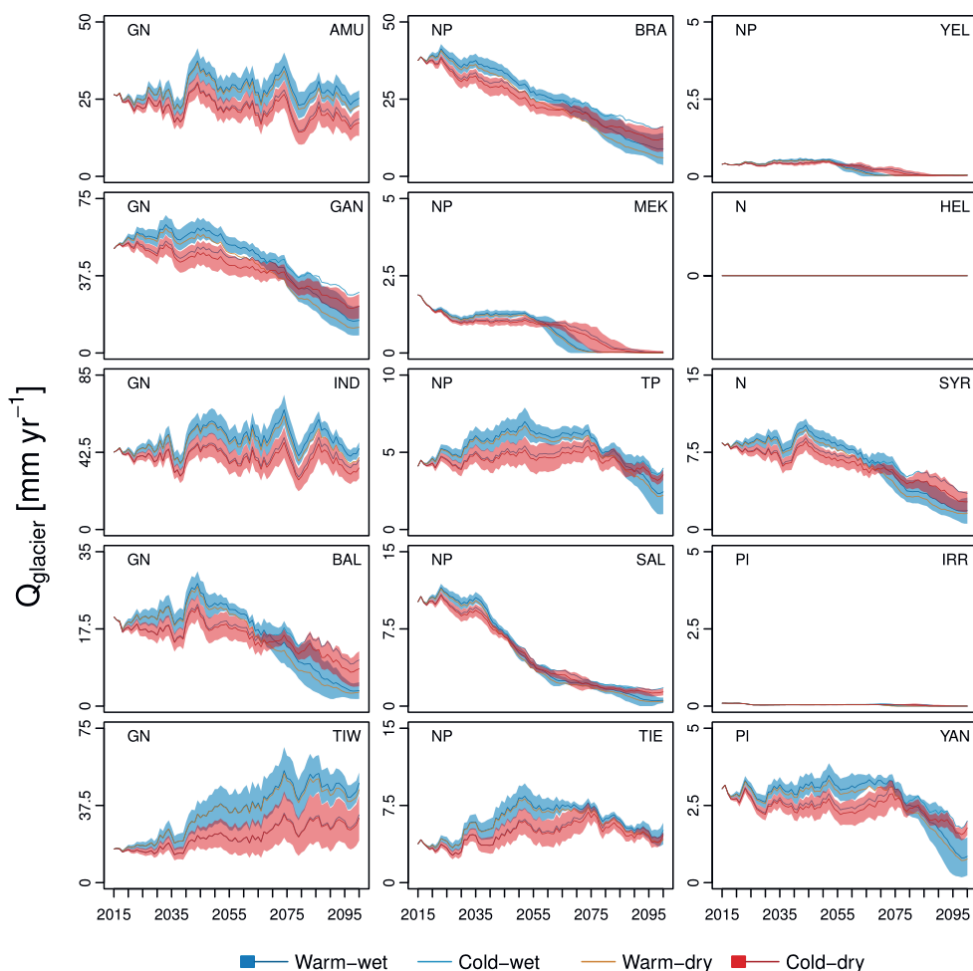 GN AMU NP BRA NP YEL
50 50 5
25 25 2.5
0 0 0
GN GAN NP MEK N HEL
75 5
37.5 2.5 0
0 0
GN IND NP TP N SYR
85 10 15
42.5 5 7.5
0 0 0
GN BAL NP SAL PI IRR
35 15 5
17.5 7.5 2.5
0 0 0
GN TIW NP TIE PI YAN
75 15 5
37.5 7.5 2.5
0 0 0
2015 2035 2055 2075 2095 2015 2035 2055 2075 2095 2015 2035 2055 2075 2095
Qglacier [mm yr−1]
Warm−wet Cold−wet Warm−dry Cold−dry